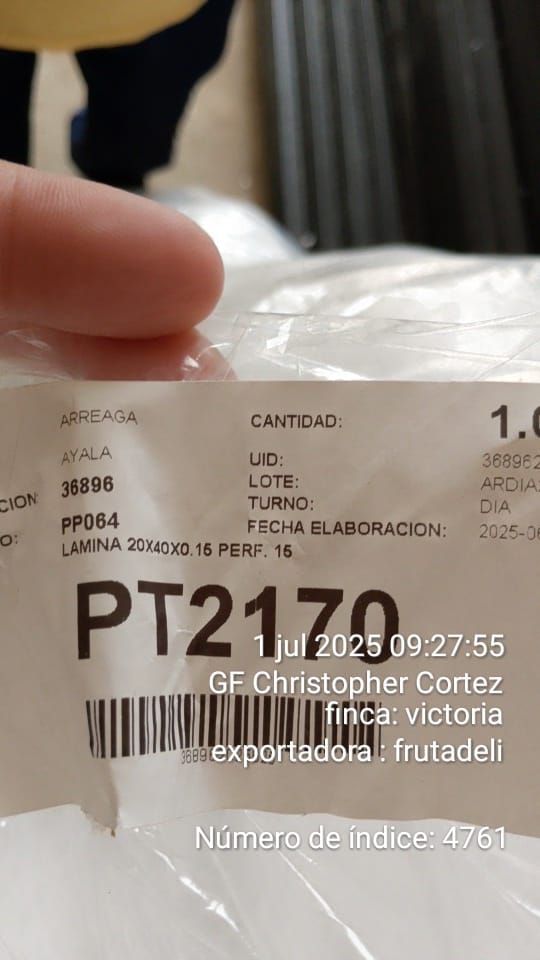 ARREAGA CANTIDAD: 1.0
AYALA UID: 368962
36896 LOTE: ARDIA
CION TURNO: DIA
O: PP064 FECHA ELABORACION: 2025-06
LAMINA 20X40X0.15 PERF. 15
PT2170
1 jul 2025 09:27:55
GF Christopher Cortez
finca: victoria
exportadora : frutadeli
3689
Número de índice: 4761